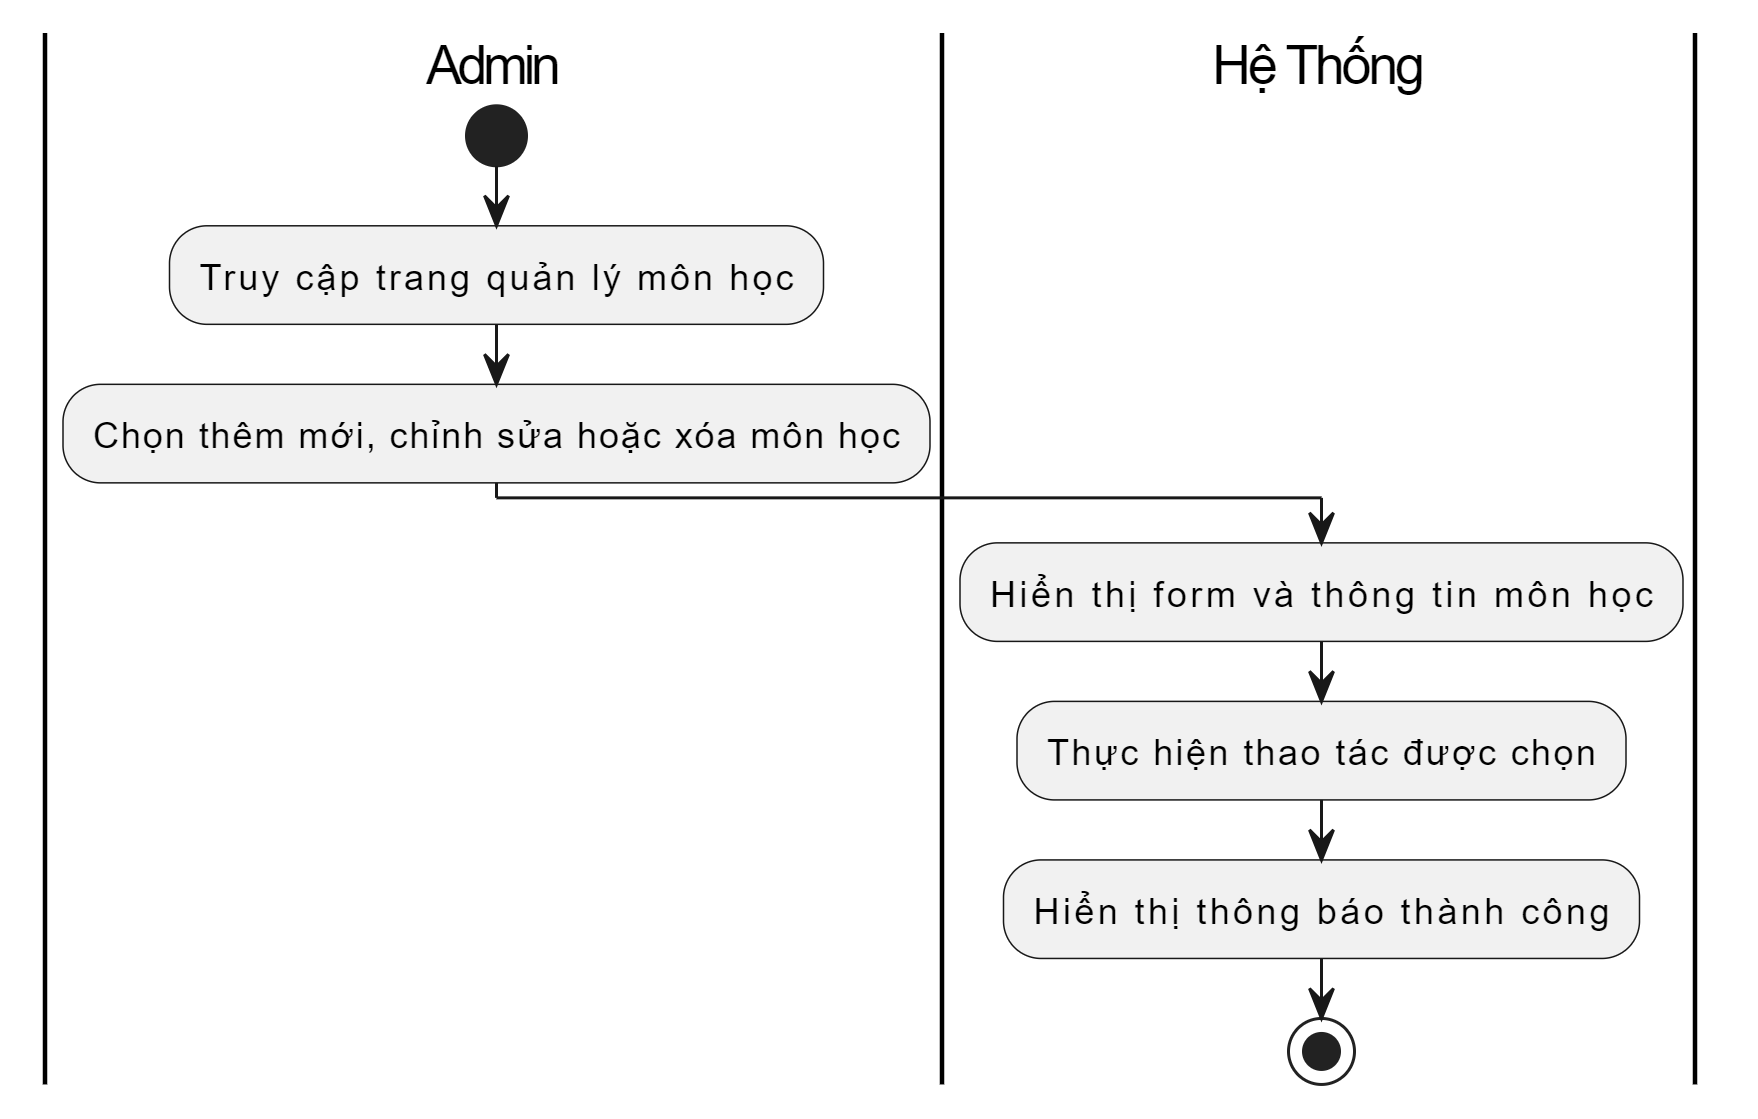 Admin
Hệ Thống
Truy cập trang quản lý môn học
Chọn thêm mới, chỉnh sửa hoặc xóa môn học
Hiển thị form và thông tin môn học
Thực hiện thao tác được chọn
Hiển thị thông báo thành công